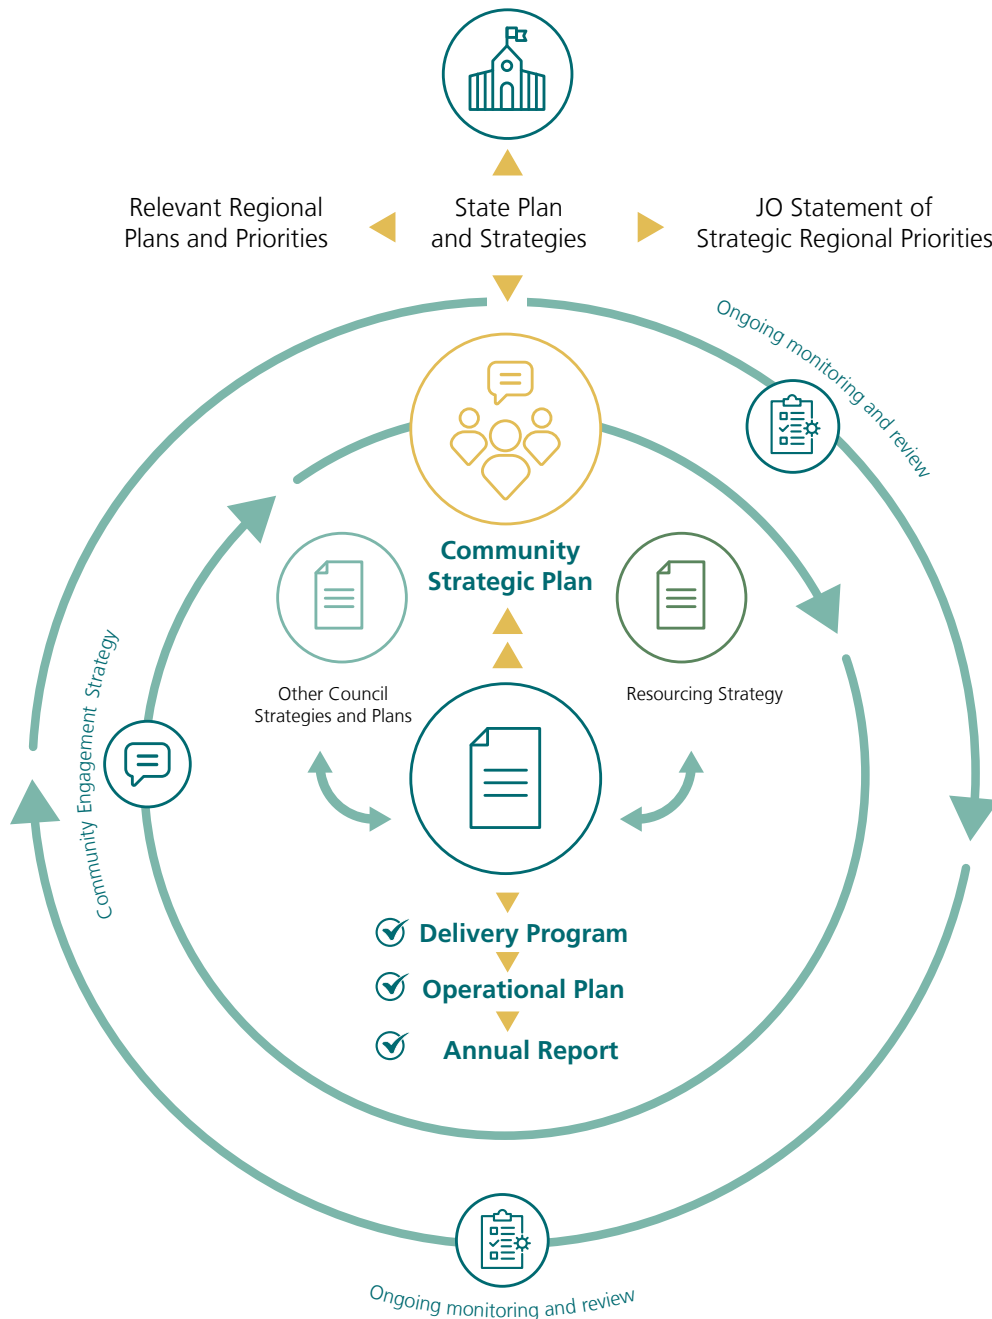 Relevant Regional
Plans and Priorities
State Plan
and Strategies
JO Statement of
Strategic Regional Priorities
Ongoing monitoring and review
Community
Strategic Plan
Other Council
Strategies and Plans
Resourcing Strategy
Community Engagement Strategy
Delivery Program
Operational Plan
Annual Report
Ongoing monitoring and review